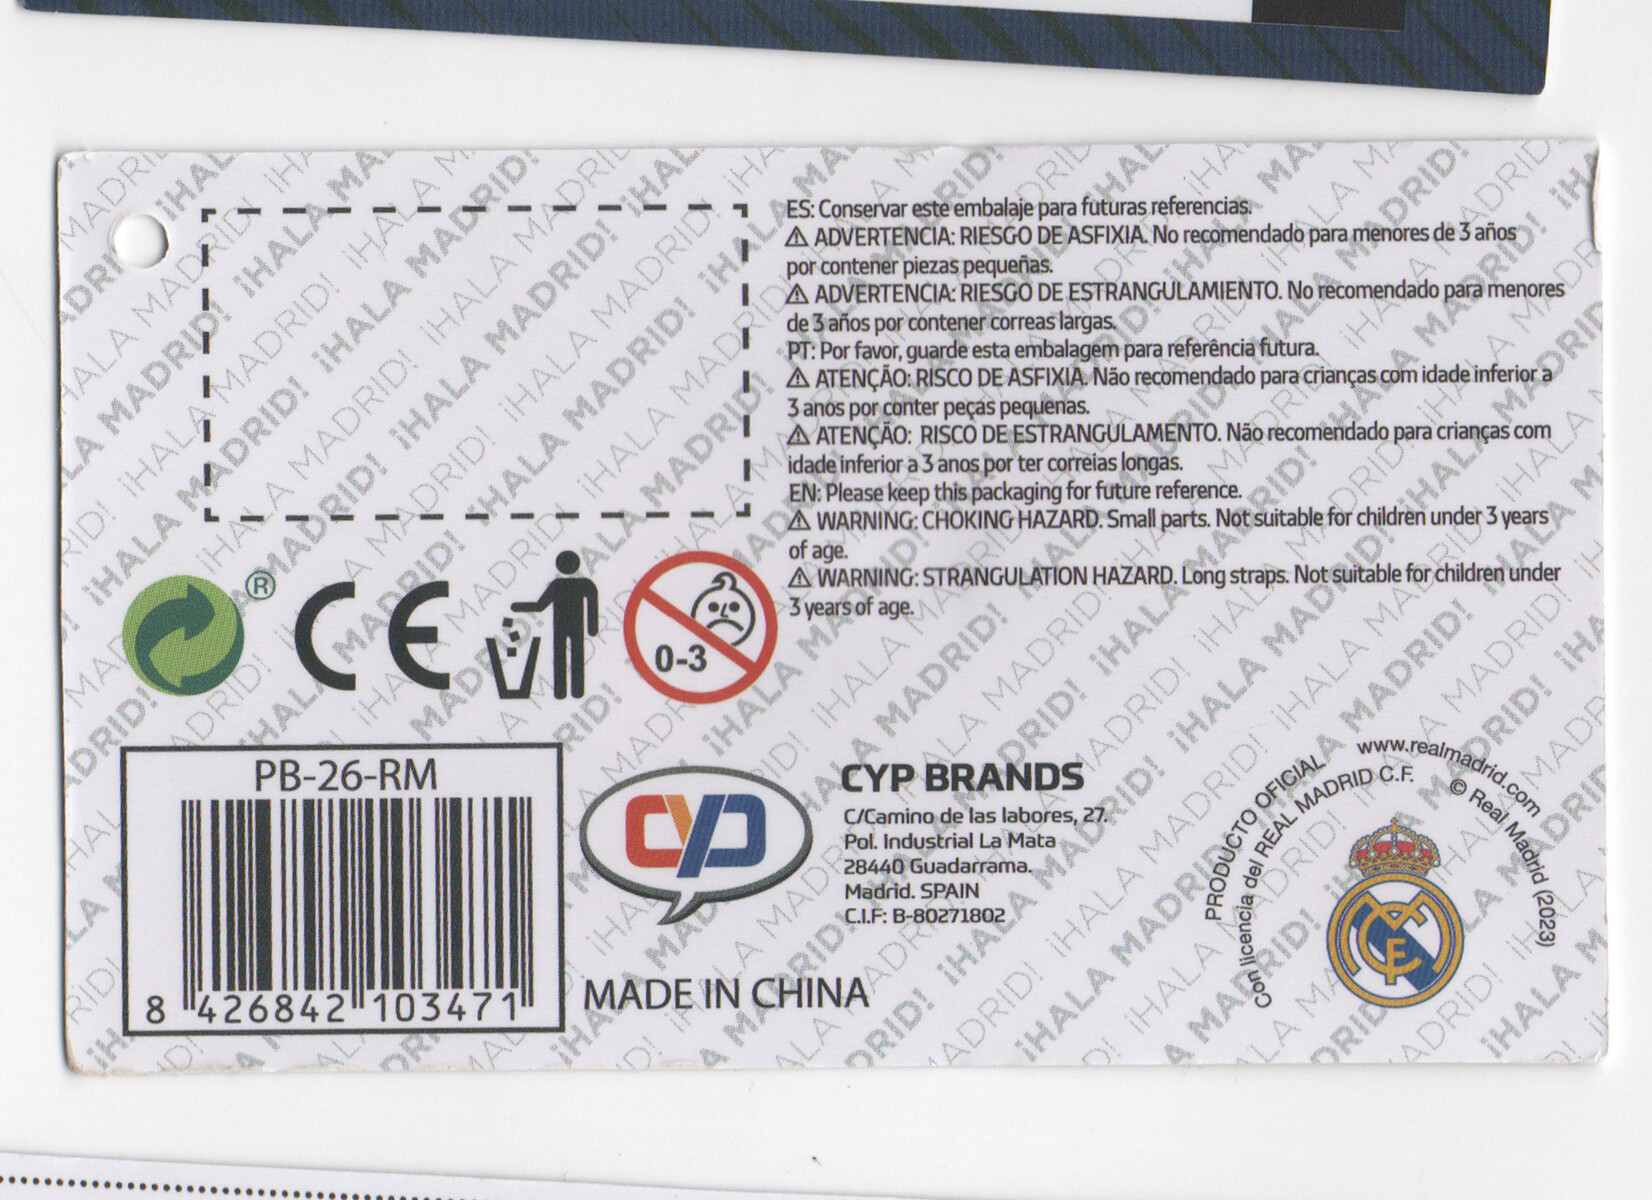 ES: Conservar este embalaje para futuras referencias.
⚠ ADVERTENCIA: RIESGO DE ASFIXIA. No recomendado para menores de 3 años
por contener piezas pequeñas.
⚠ ADVERTENCIA: RIESGO DE ESTRANGULAMIENTO. No recomendado para menores
de 3 años por contener correas largas.
PT: Por favor, guarde esta embalagem para referência futura.
⚠ ATENÇÃO: RISCO DE ASFIXIA. Não recomendado para crianças com idade inferior a
3 anos por conter peças pequenas.
⚠ ATENÇÃO: RISCO DE ESTRANGULAMENTO. Não recomendado para crianças com
idade inferior a 3 anos por ter correias longas.
EN: Please keep this packaging for future reference.
⚠ WARNING: CHOKING HAZARD. Small parts. Not suitable for children under 3 years
of age.
⚠ WARNING: STRANGULATION HAZARD. Long straps. Not suitable for children under
3 years of age.
®
CE
0-3
PB-26-RM
8 426842 103471
CYP
CYP BRANDS
C/Camino de las labores, 27.
Pol. Industrial La Mata
28440 Guadarrama.
Madrid. SPAIN
C.I.F: B-80271802
MADE IN CHINA
PRODUCTO OFICIAL www.realmadrid.com
Con licencia del REAL MADRID C.F. © Real Madrid (2023)
¡HALA MADRID! ¡HALA MADRID! ¡HALA MADRID!